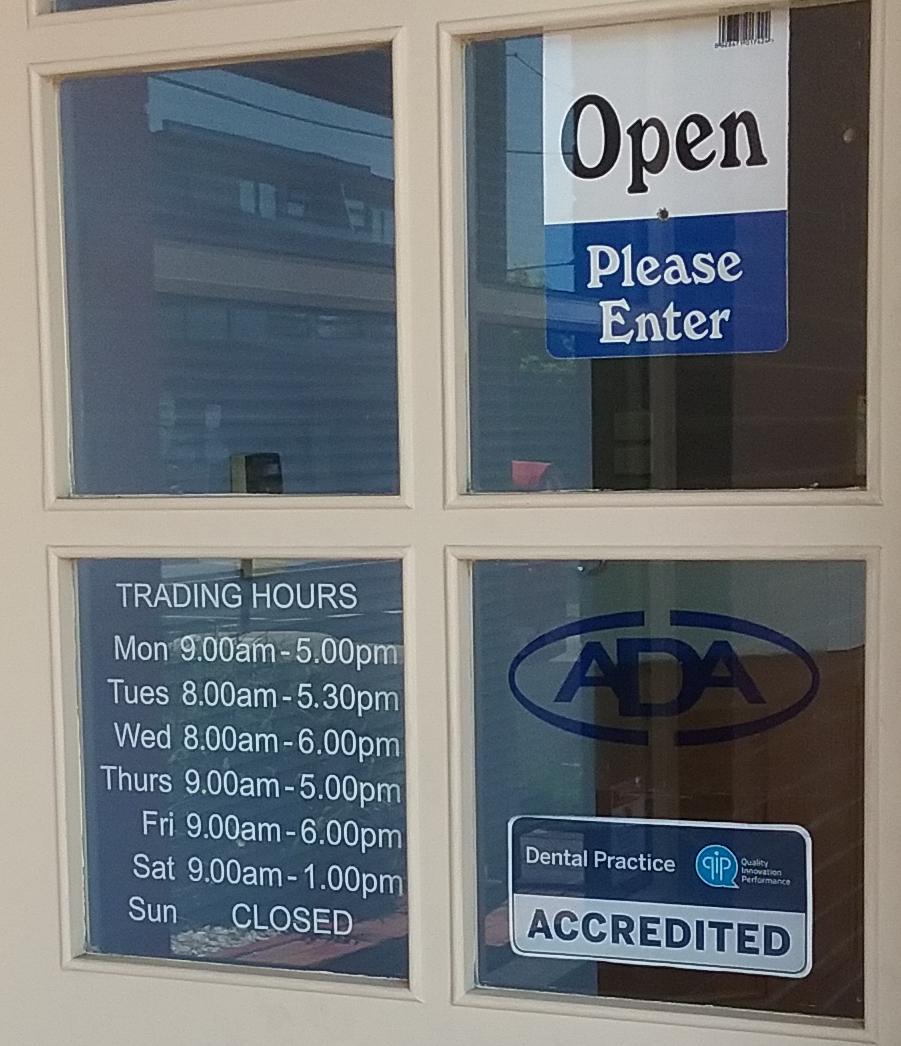 Open
Please
Enter
TRADING HOURS
Mon 9.00am - 5.00pm
Tues 8.00am - 5.30pm
Wed 8.00am - 6.00pm
Thurs 9.00am - 5.00pm
Fri 9.00am - 6.00pm
Sat 9.00am - 1.00pm
Sun CLOSED
ADA
Dental Practice
qip
Quality
Innovation
Performance
ACCREDITED